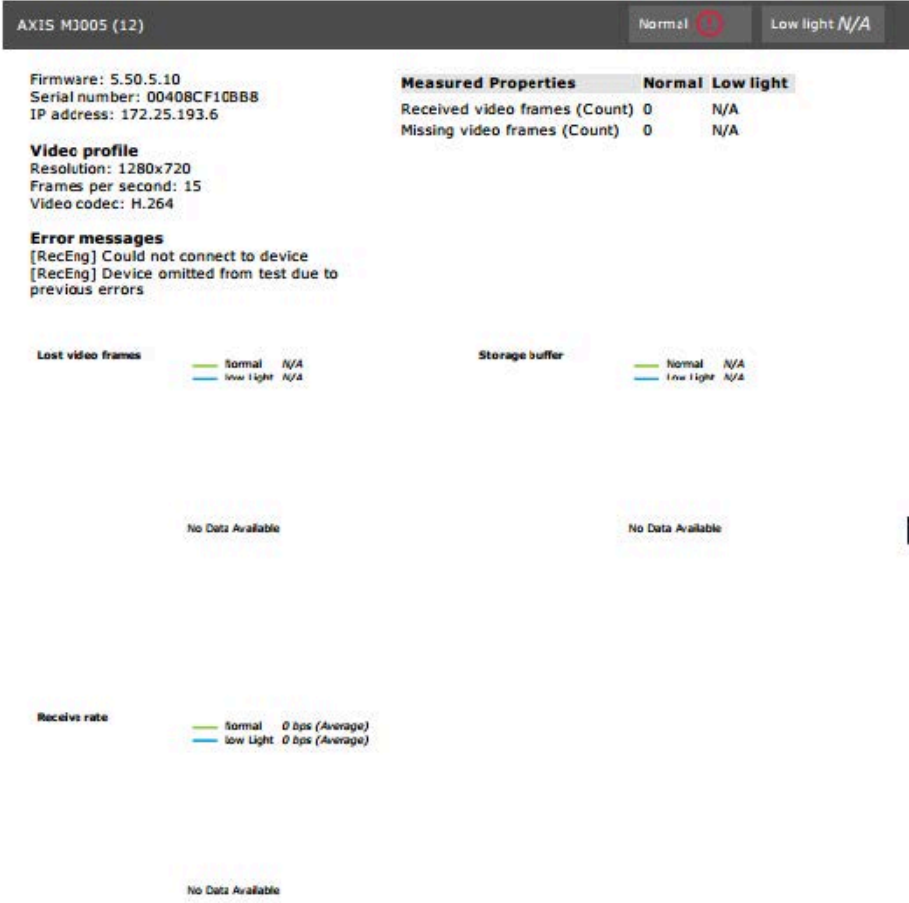 AXIS M3005 (12)
Normal
Low light N/A
Firmware: 5.50.5.10
Serial number: 00408CF10BB8
IP address: 172.25.193.6
Video profile
Resolution: 1280x720
Frames per second: 15
Video codec: H.264
Error messages
[RecEng] Could not connect to device
[RecEng] Device omitted from test due to
previous errors
Measured Properties Normal Low light
Received video frames (Count) 0 N/A
Missing video frames (Count) 0 N/A
Lost video frames
Normal N/A
Low Light N/A
No Data Available
Storage buffer
Normal N/A
Low Light N/A
No Data Available
Receive rate
Normal 0 bps (Average)
Low Light 0 bps (Average)
No Data Available